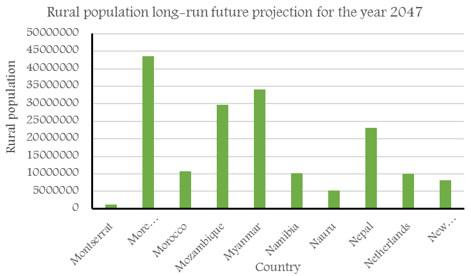 Rural population long-run future projection for the year 2047
50000000
45000000
40000000
35000000
30000000
25000000
20000000
15000000
10000000
5000000
0
Rural population
Montserrat
More...
Morocco
Mozambique
Myanmar
Namibia
Nauru
Nepal
Netherlands
New...
Country